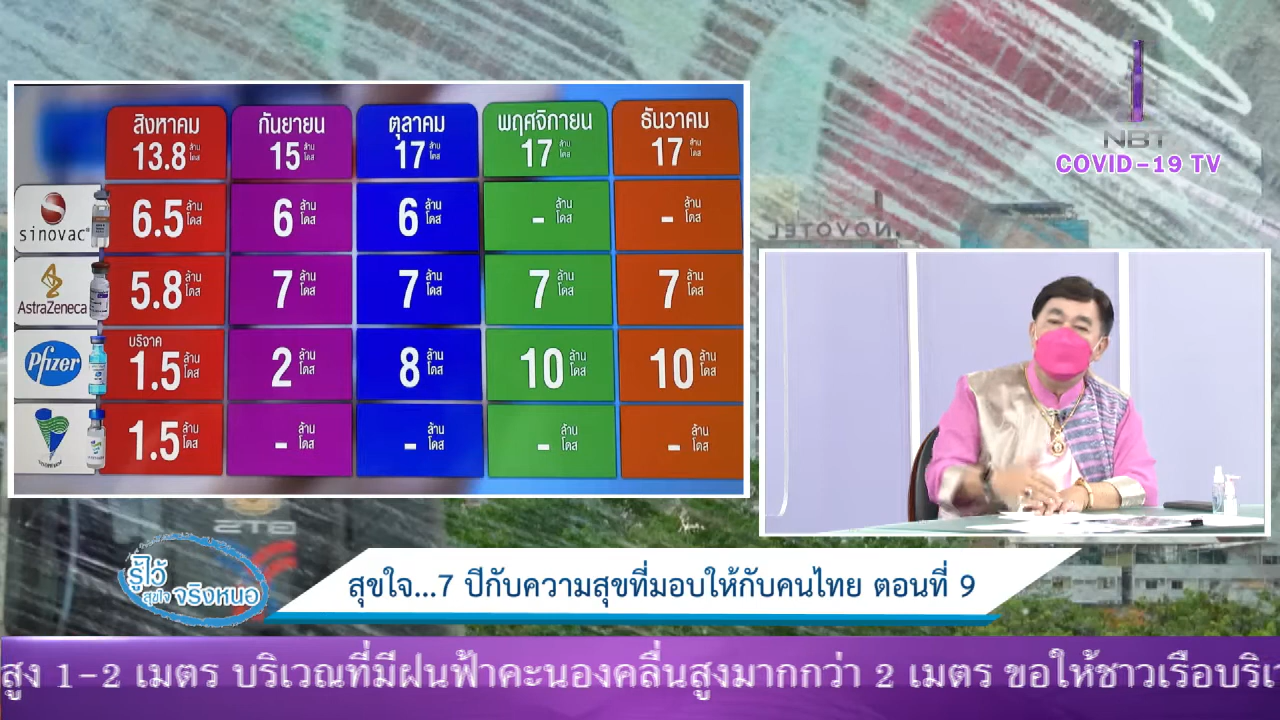 NBT
COVID-19 TV
สิงหาคม กันยายน ตุลาคม พฤศจิกายน ธันวาคม
13.8 ล้านโดส 15 ล้านโดส 17 ล้านโดส 17 ล้านโดส 17 ล้านโดส
sinovac 6.5 ล้านโดส 6 ล้านโดส 6 ล้านโดส - ล้านโดส - ล้านโดส
AstraZeneca 5.8 ล้านโดส 7 ล้านโดส 7 ล้านโดส 7 ล้านโดส 7 ล้านโดส
บริจาค
Pfizer 1.5 ล้านโดส 2 ล้านโดส 8 ล้านโดส 10 ล้านโดส 10 ล้านโดส
1.5 ล้านโดส - ล้านโดส - ล้านโดส - ล้านโดส - ล้านโดส
NOVOTEL
BTS
รู้ไว้
สุขใจ จริงหนอ
สุขใจ...7 ปีกับความสุขที่มอบให้กับคนไทย ตอนที่ 9
สูง 1-2 เมตร บริเวณที่มีฝนฟ้าคะนองคลื่นสูงมากกว่า 2 เมตร ขอให้ชาวเรือบริเ